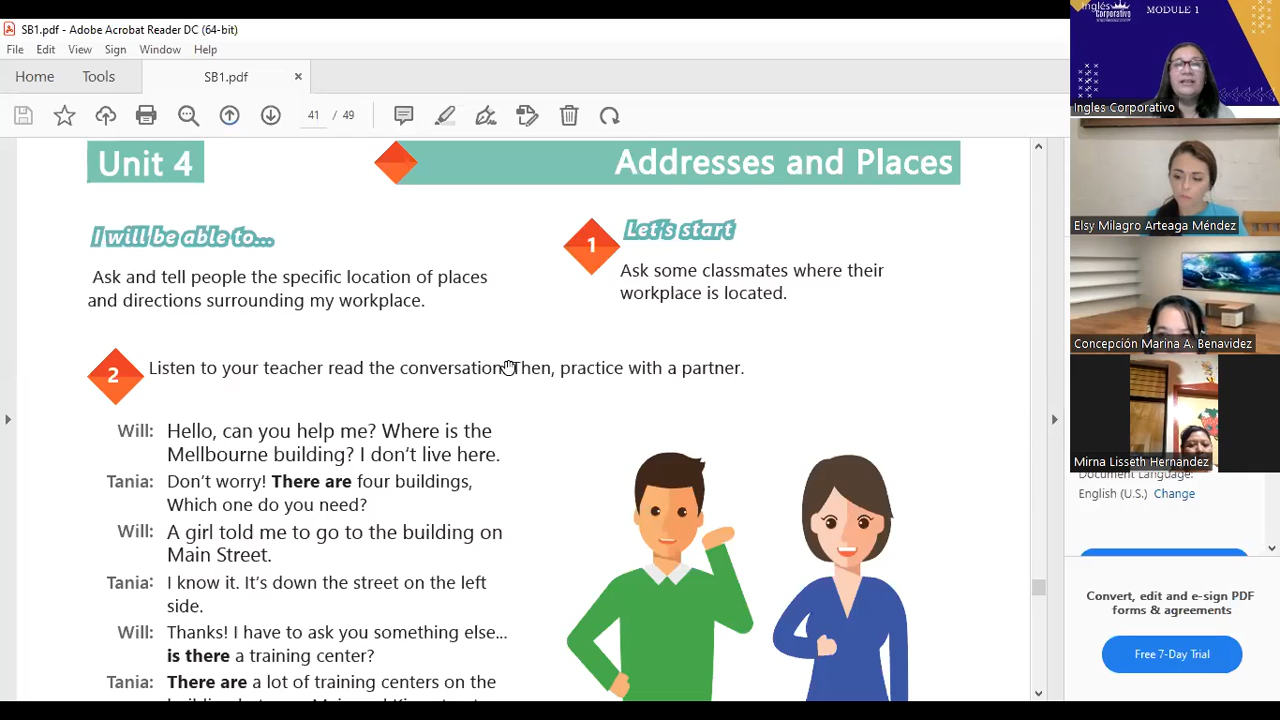 SB1.pdf - Adobe Acrobat Reader DC (64-bit)
File Edit View Sign Window Help
Home Tools SB1.pdf ×
41 / 49
Unit 4
Addresses and Places
I will be able to...
Ask and tell people the specific location of places
and directions surrounding my workplace.
1 Let's start
Ask some classmates where their
workplace is located.
2 Listen to your teacher read the conversation. Then, practice with a partner.
Will: Hello, can you help me? Where is the
Mellbourne building? I don't live here.
Tania: Don't worry! There are four buildings,
Which one do you need?
Will: A girl told me to go to the building on
Main Street.
Tania: I know it. It's down the street on the left
side.
Will: Thanks! I have to ask you something else...
is there a training center?
Tania: There are a lot of training centers on the
Inglés
Corporativo
MODULE 1
Ingles Corporativo
Elsy Milagro Arteaga Méndez
Concepción Marina A. Benavidez
Mirna Lisseth Hernandez
Document Language:
English (U.S.) Change
Convert, edit and e-sign PDF
forms & agreements
Free 7-Day Trial